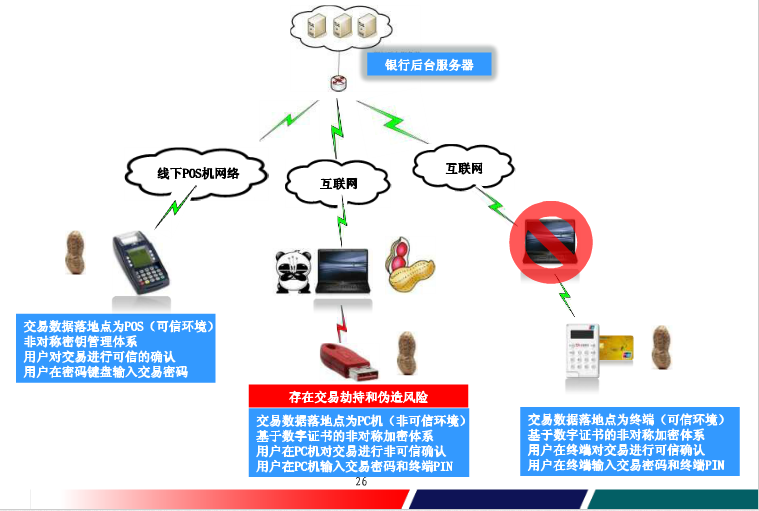 银行后台服务器
线下POS机网络
互联网
互联网
交易数据落地点为POS（可信环境）
非对称密钥管理体系
用户对交易进行可信的确认
用户在密码键盘输入交易密码
存在交易劫持和伪造风险
交易数据落地点为PC机（非可信环境）
基于数字证书的非对称加密体系
用户在PC机对交易进行非可信确认
用户在PC机输入交易密码和终端PIN
交易数据落地点为终端（可信环境）
基于数字证书的非对称加密体系
用户在终端对交易进行可信确认
用户在终端输入交易密码和终端PIN
26